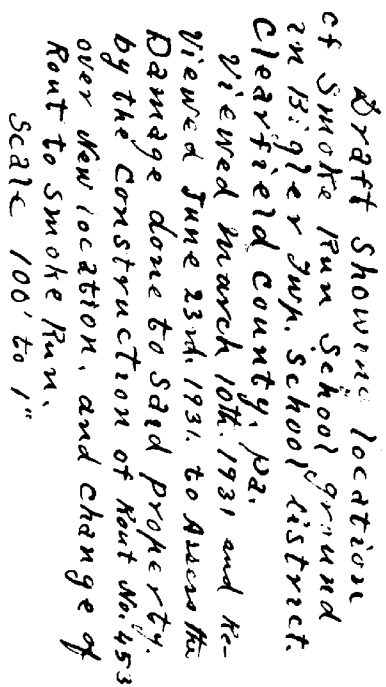 Draft Showing location
of Smoke Run School ground
in Bigler Twp. School district.
Clearfield County, Pa.
Viewed March 10th. 1931 and Re-
Viewed June 23rd. 1931. to Assess the
Damage done to Said property.
by the Construction of Rout No. 453
over New location, and change of
Rout to Smoke Run.
Scale 100' to 1"